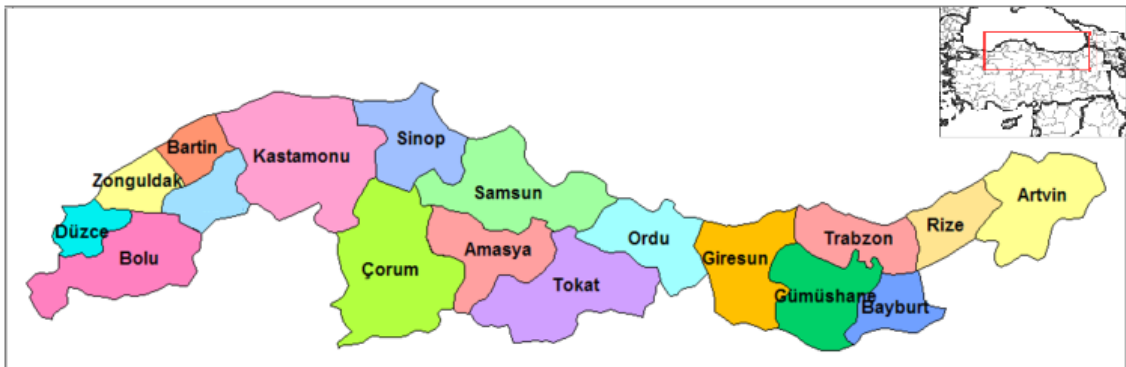 Bartin
Zonguldak
Düzce
Bolu
Kastamonu
Sinop
Samsun
Çorum
Amasya
Tokat
Ordu
Giresun
Trabzon
Gümüshane
Bayburt
Rize
Artvin